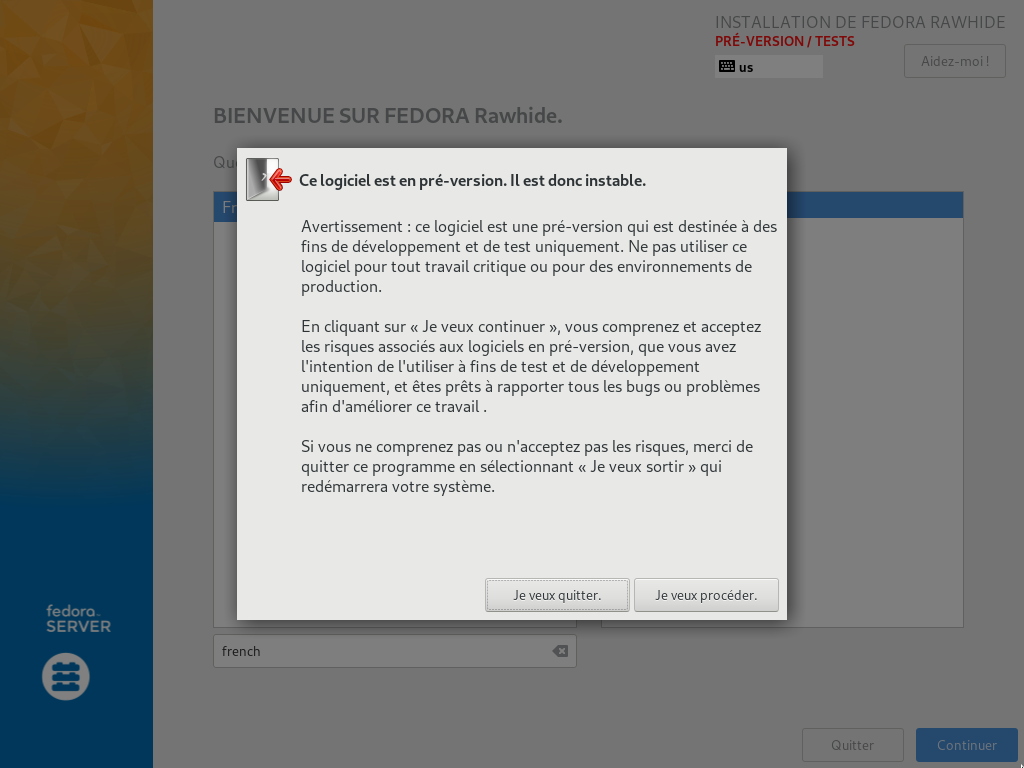 INSTALLATION DE FEDORA RAWHIDE
PRÉ-VERSION / TESTS
us
Aidez-moi !
BIENVENUE SUR FEDORA Rawhide.
Ce logiciel est en pré-version. Il est donc instable.
Avertissement : ce logiciel est une pré-version qui est destinée à des
fins de développement et de test uniquement. Ne pas utiliser ce
logiciel pour tout travail critique ou pour des environnements de
production.
En cliquant sur « Je veux continuer », vous comprenez et acceptez
les risques associés aux logiciels en pré-version, que vous avez
l'intention de l'utiliser à fins de test et de développement
uniquement, et êtes prêts à rapporter tous les bugs ou problèmes
afin d'améliorer ce travail .
Si vous ne comprenez pas ou n'acceptez pas les risques, merci de
quitter ce programme en sélectionnant « Je veux sortir » qui
redémarrera votre système.
Je veux quitter.
Je veux procéder.
fedora
SERVER
french
Quitter
Continuer